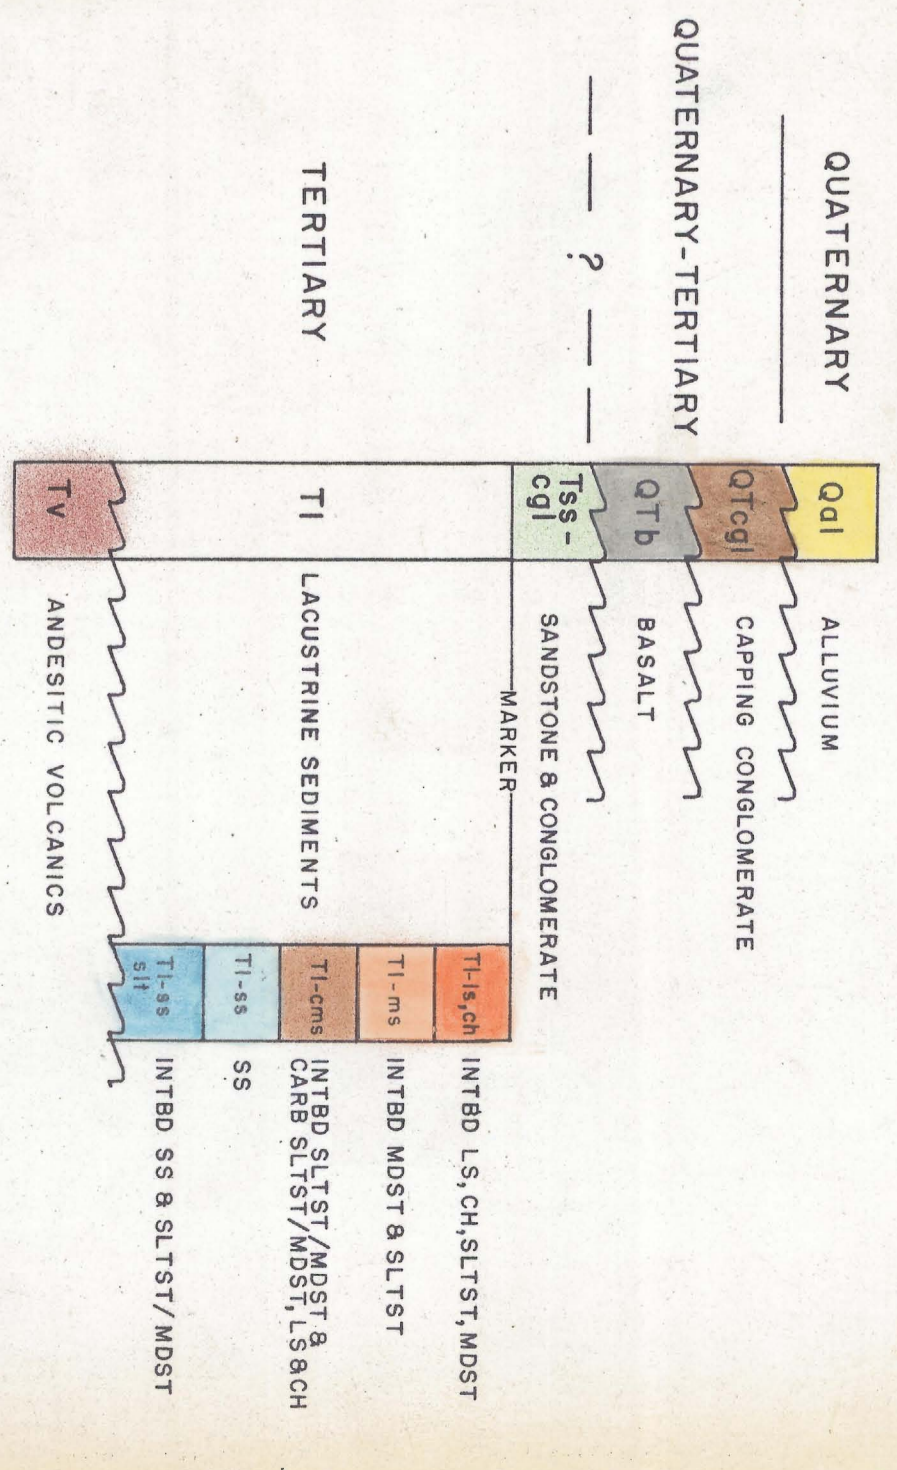 QUATERNARY
Qal
ALLUVIUM
QUATERNARY-TERTIARY
QTcgl
CAPPING CONGLOMERATE
QTb
BASALT
?
Tss-
cgl
SANDSTONE & CONGLOMERATE
MARKER
TERTIARY
Tl
LACUSTRINE SEDIMENTS
Tl-ls,ch
INTBD LS,CH,SLTST,MDST
Tl-ms
INTBD MDST & SLTST
Tl-cms
INTBD SLTST/MDST &
CARB SLTST/MDST, LS & CH
Tl-ss
SS
Tl-ss
slt
INTBD SS & SLTST/MDST
Tv
ANDESITIC VOLCANICS